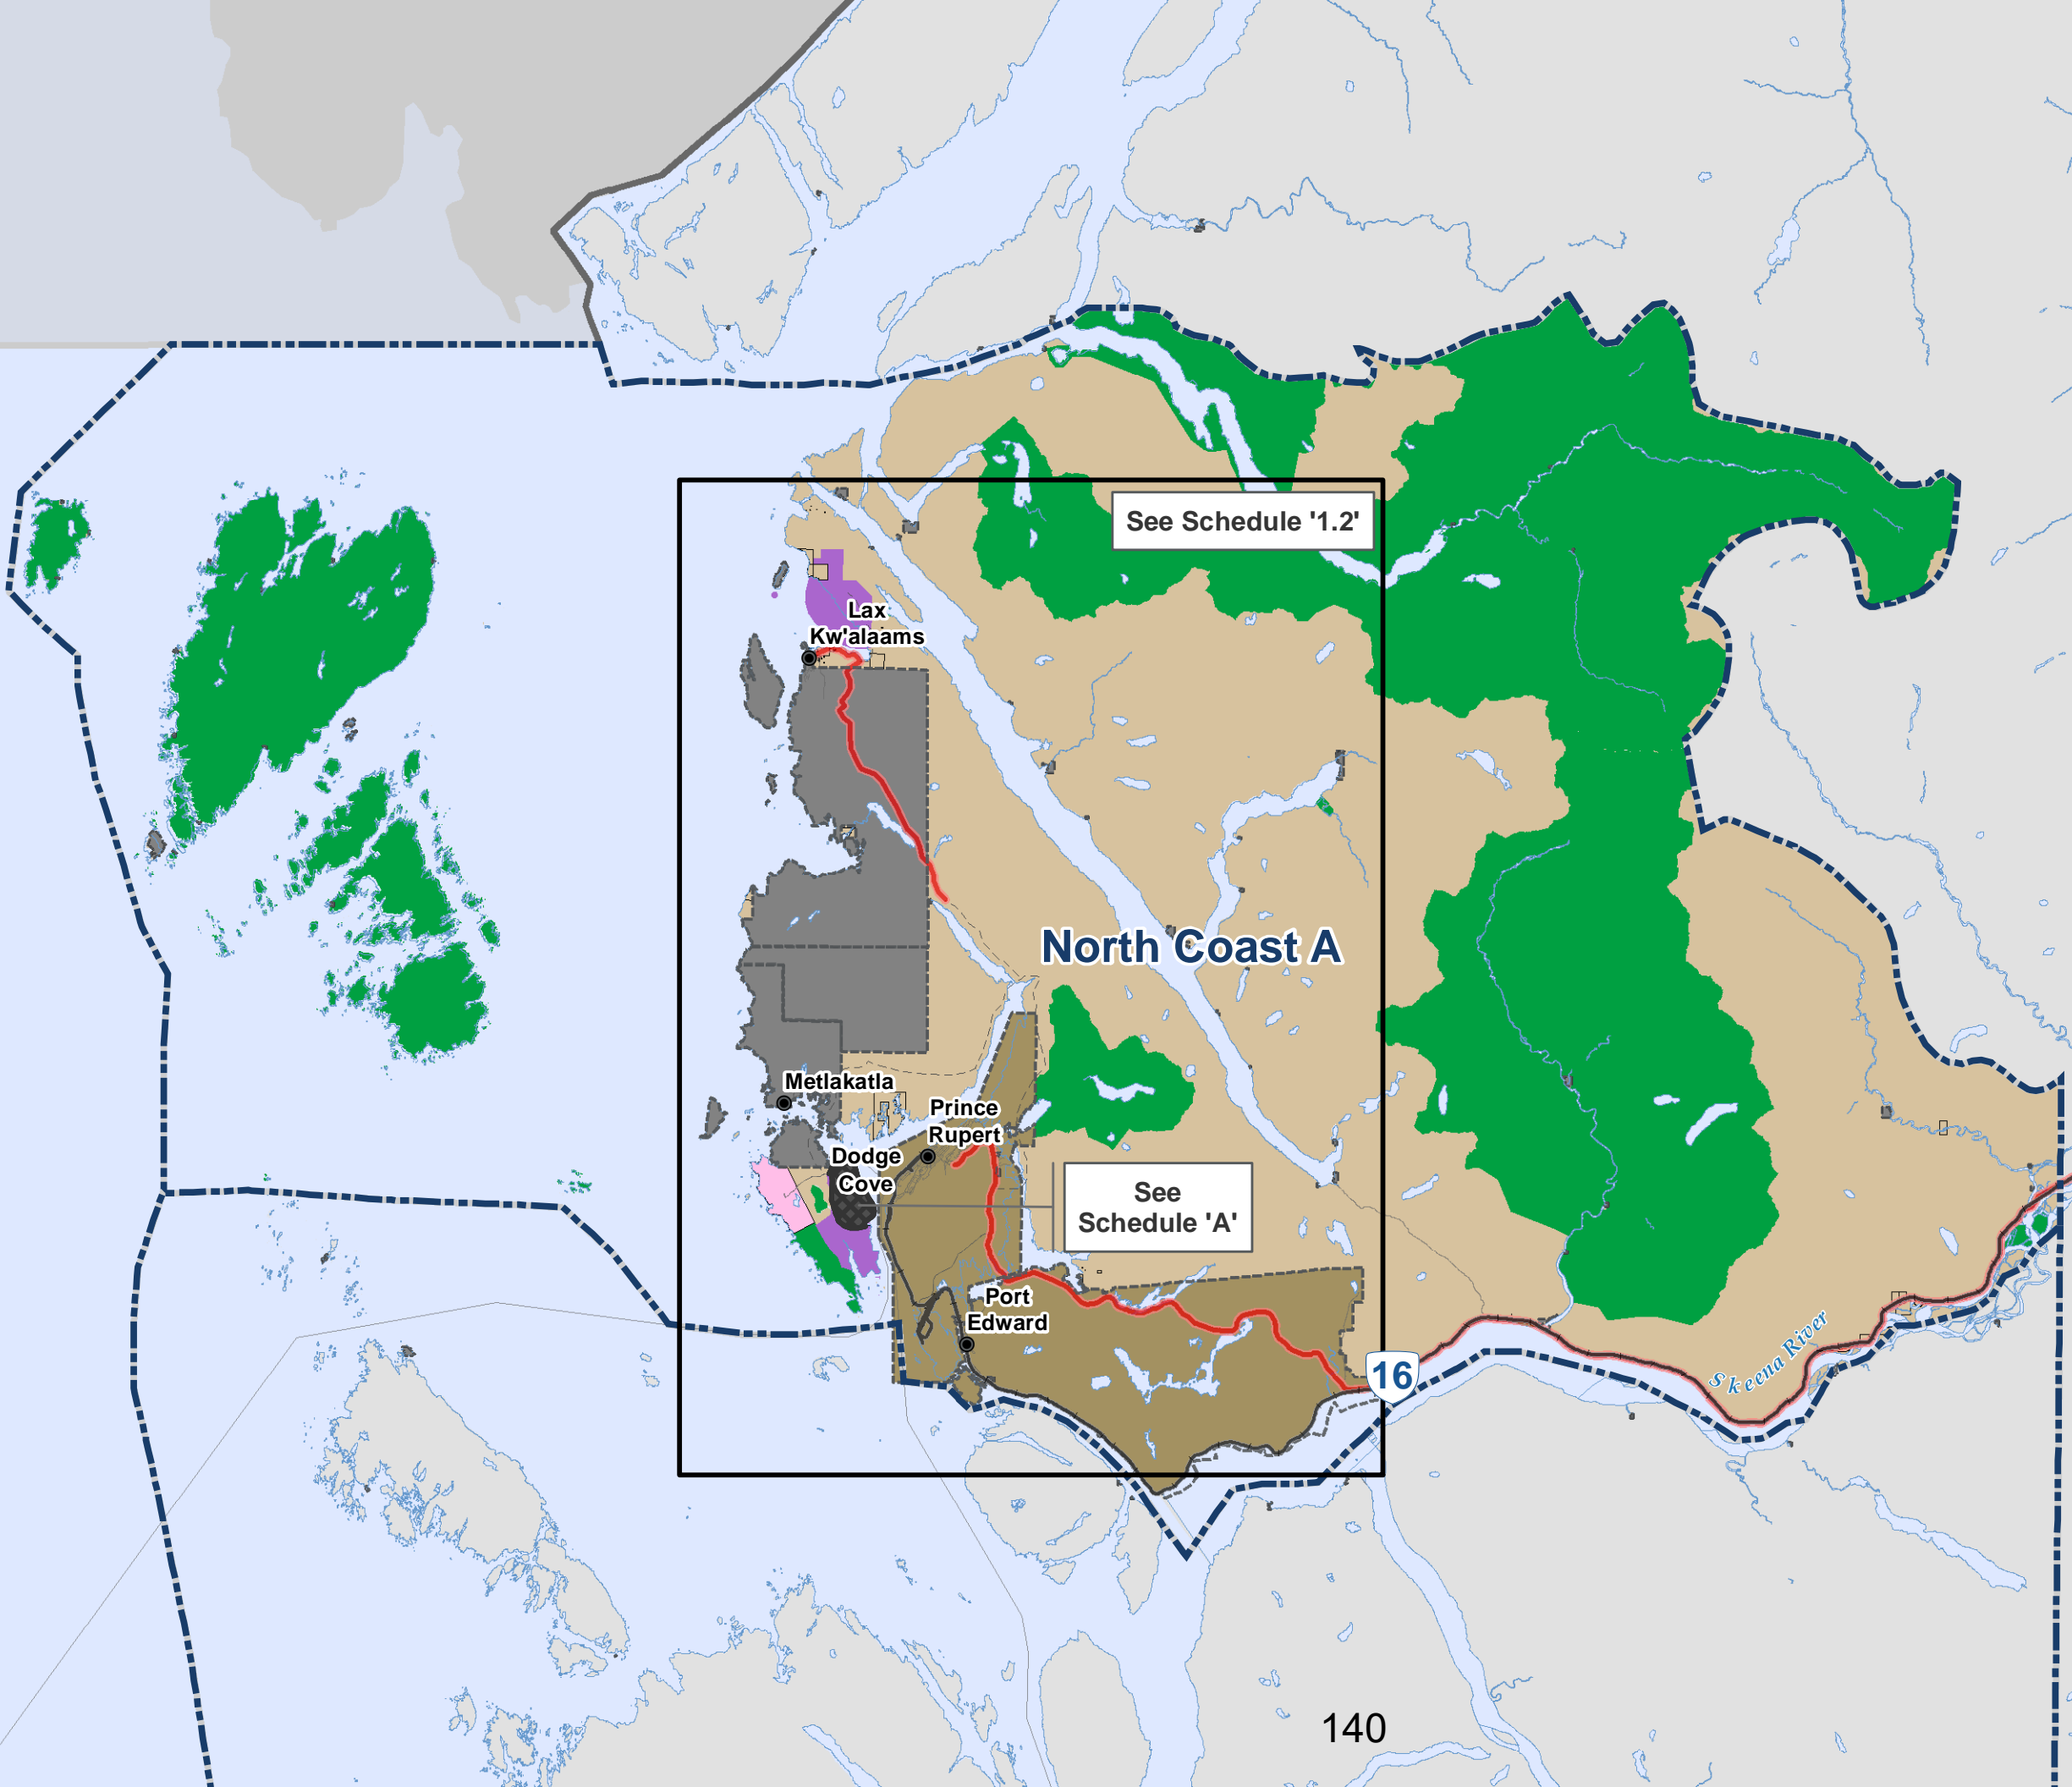 See Schedule '1.2'
Lax
Kw'alaams
North Coast A
Metlakatla
Prince
Rupert
Dodge
Cove
See
Schedule 'A'
Port
Edward
16
Skeena River
140